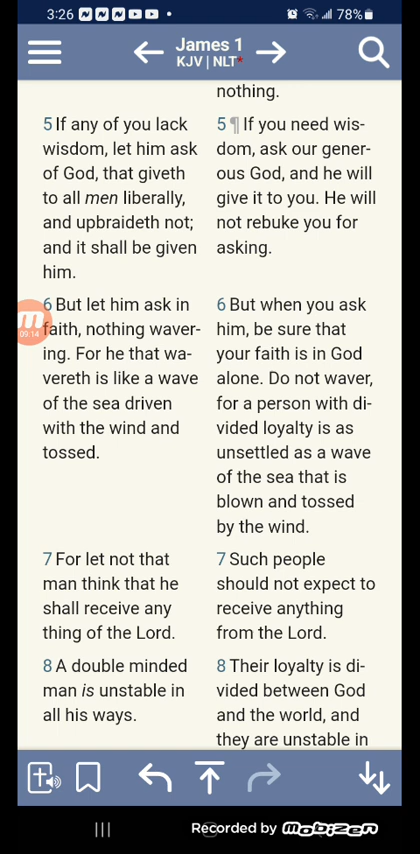 3:26 78%
James 1
KJV | NLT*
nothing.
5 If any of you lack
wisdom, let him ask
of God, that giveth
to all men liberally,
and upbraideth not;
and it shall be given
him.
5 ¶ If you need wis-
dom, ask our gener-
ous God, and he will
give it to you. He will
not rebuke you for
asking.
6 But let him ask in
faith, nothing waver-
ing. For he that wa-
vereth is like a wave
of the sea driven
with the wind and
tossed.
6 But when you ask
him, be sure that
your faith is in God
alone. Do not waver,
for a person with di-
vided loyalty is as
unsettled as a wave
of the sea that is
blown and tossed
by the wind.
m
09:14
7 For let not that
man think that he
shall receive any
thing of the Lord.
7 Such people
should not expect to
receive anything
from the Lord.
8 A double minded
man is unstable in
all his ways.
8 Their loyalty is di-
vided between God
and the world, and
they are unstable in
Recorded by mobizen